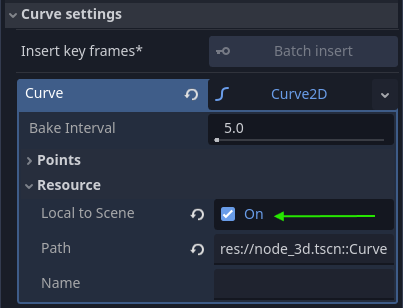 Curve settings
Insert key frames*
Batch insert
Curve
Curve2D
Bake Interval
5.0
Points
Resource
Local to Scene
On
Path
res://node_3d.tscn::Curve
Name